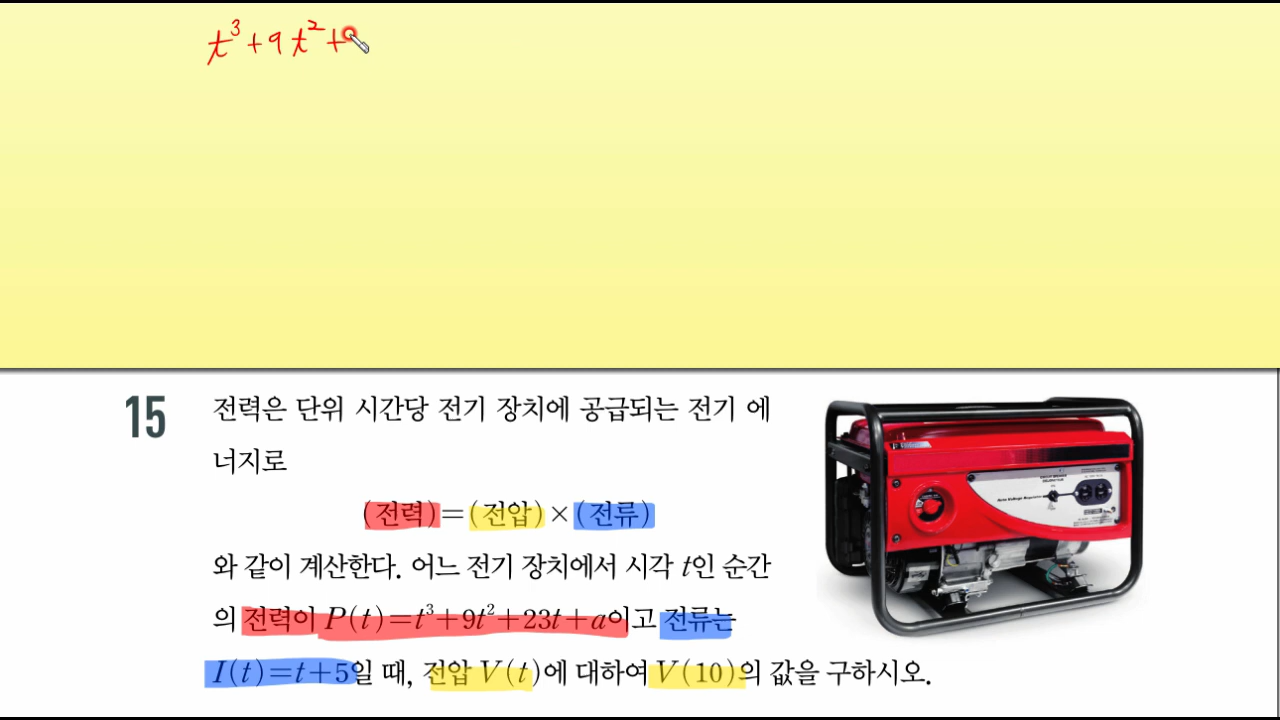 t³+9t²+
15 전력은 단위 시간당 전기 장치에 공급되는 전기 에
너지로
(전력)=(전압)×(전류)
와 같이 계산한다. 어느 전기 장치에서 시각 t인 순간
의 전력이 P(t)=t³+9t²+23t+a이고 전류는
I(t)=t+5일 때, 전압 V(t)에 대하여 V(10)의 값을 구하시오.